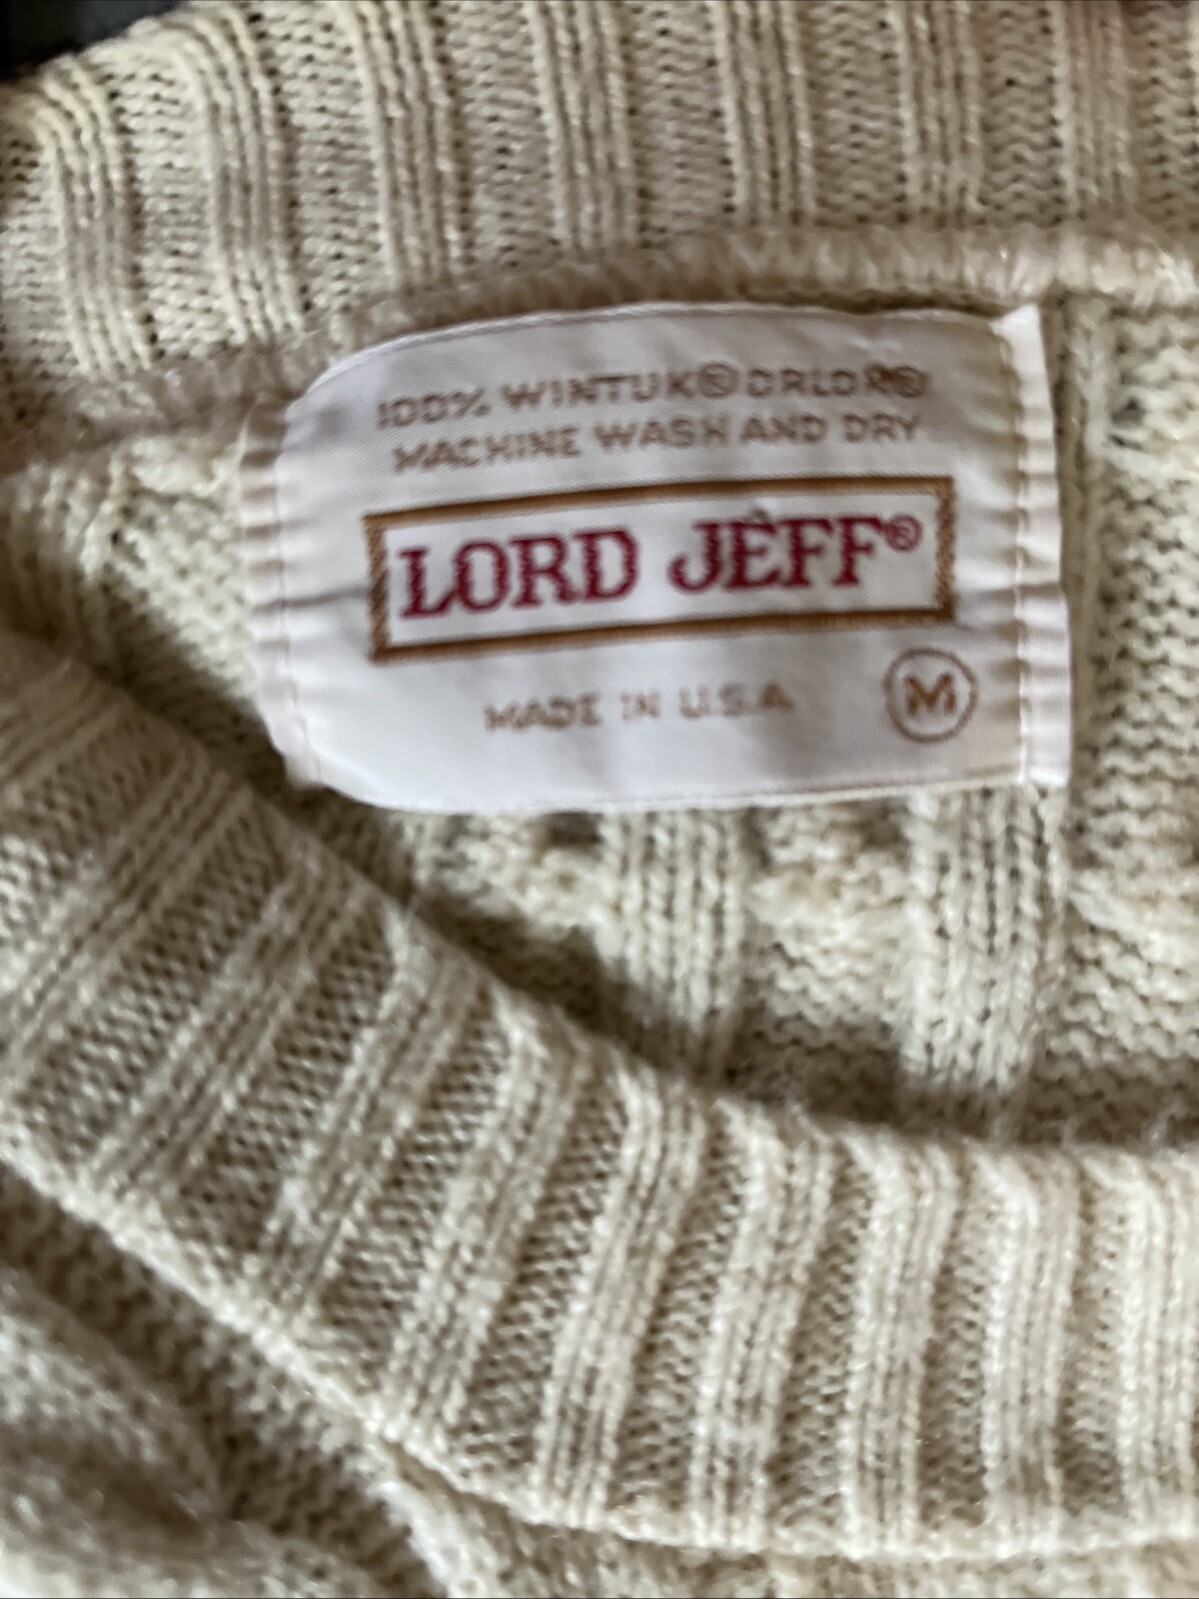 100% WINTUK® ORLON®
MACHINE WASH AND DRY
LORD JEFF®
MADE IN U.S.A
M